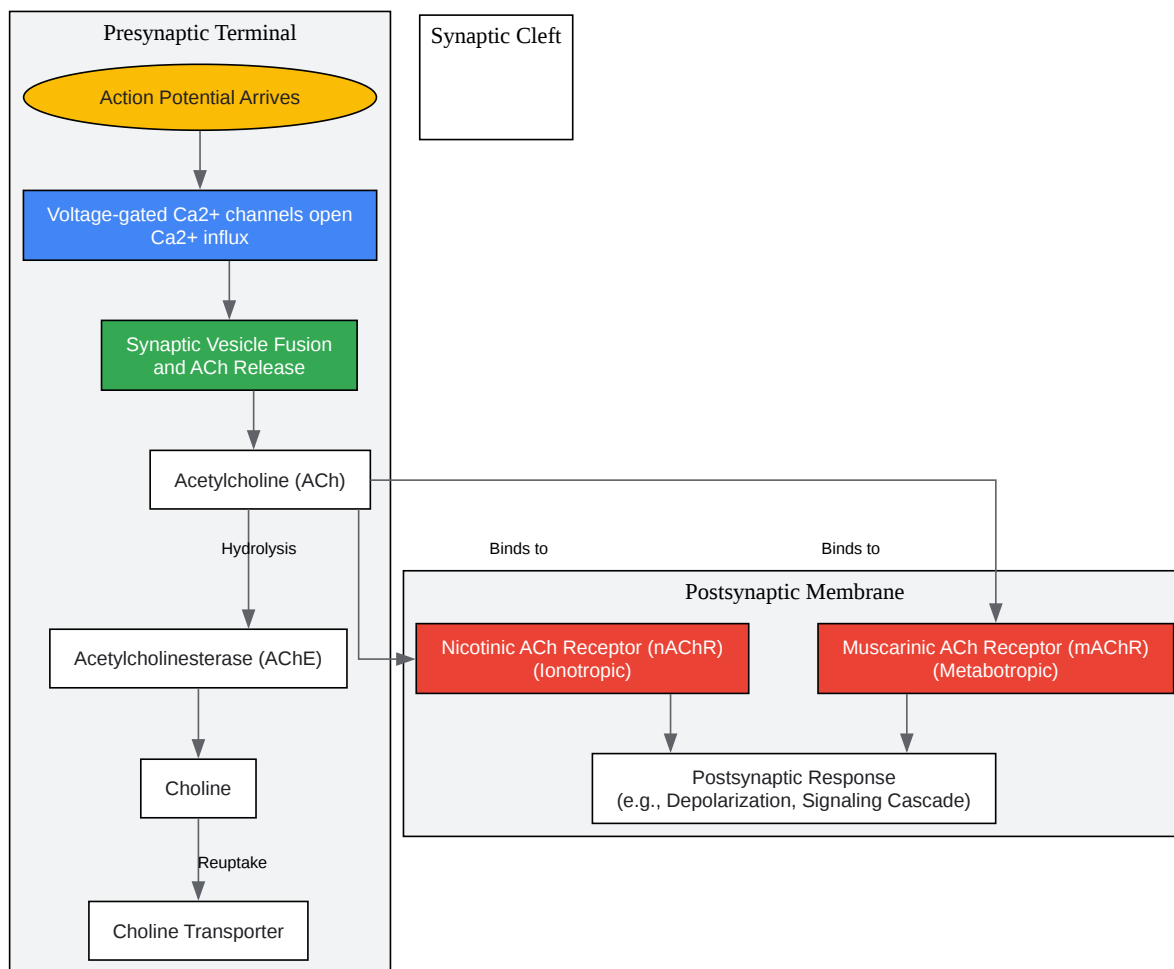 Presynaptic Terminal
Synaptic Cleft
Action Potential Arrives
Voltage-gated Ca2+ channels open
Ca2+ influx
Synaptic Vesicle Fusion
and ACh Release
Acetylcholine (ACh)
Hydrolysis
Binds to
Binds to
Postsynaptic Membrane
Acetylcholinesterase (AChE)
Nicotinic ACh Receptor (nAChR)
(Ionotropic)
Muscarinic ACh Receptor (mAChR)
(Metabotropic)
Choline
Postsynaptic Response
(e.g., Depolarization, Signaling Cascade)
Reuptake
Choline Transporter